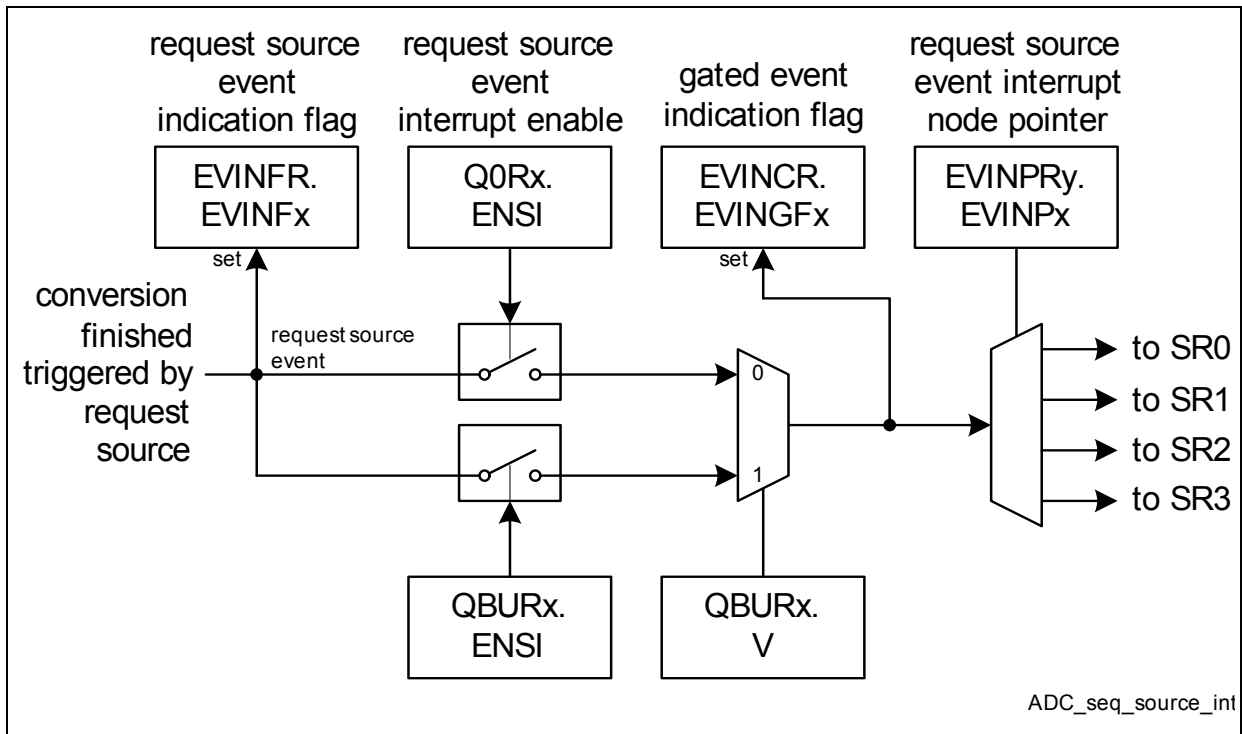 request source
event
indication flag
request source
event
interrupt enable
gated event
indication flag
request source
event interrupt
node pointer
EVINFR.
EVINFx
Q0Rx.
ENSI
EVINCR.
EVINGFx
EVINPRy.
EVINPx
set
set
conversion
finished
triggered by
request
source
request source
event
0
1
to SR0
to SR1
to SR2
to SR3
QBURx.
ENSI
QBURx.
V
ADC_seq_source_int